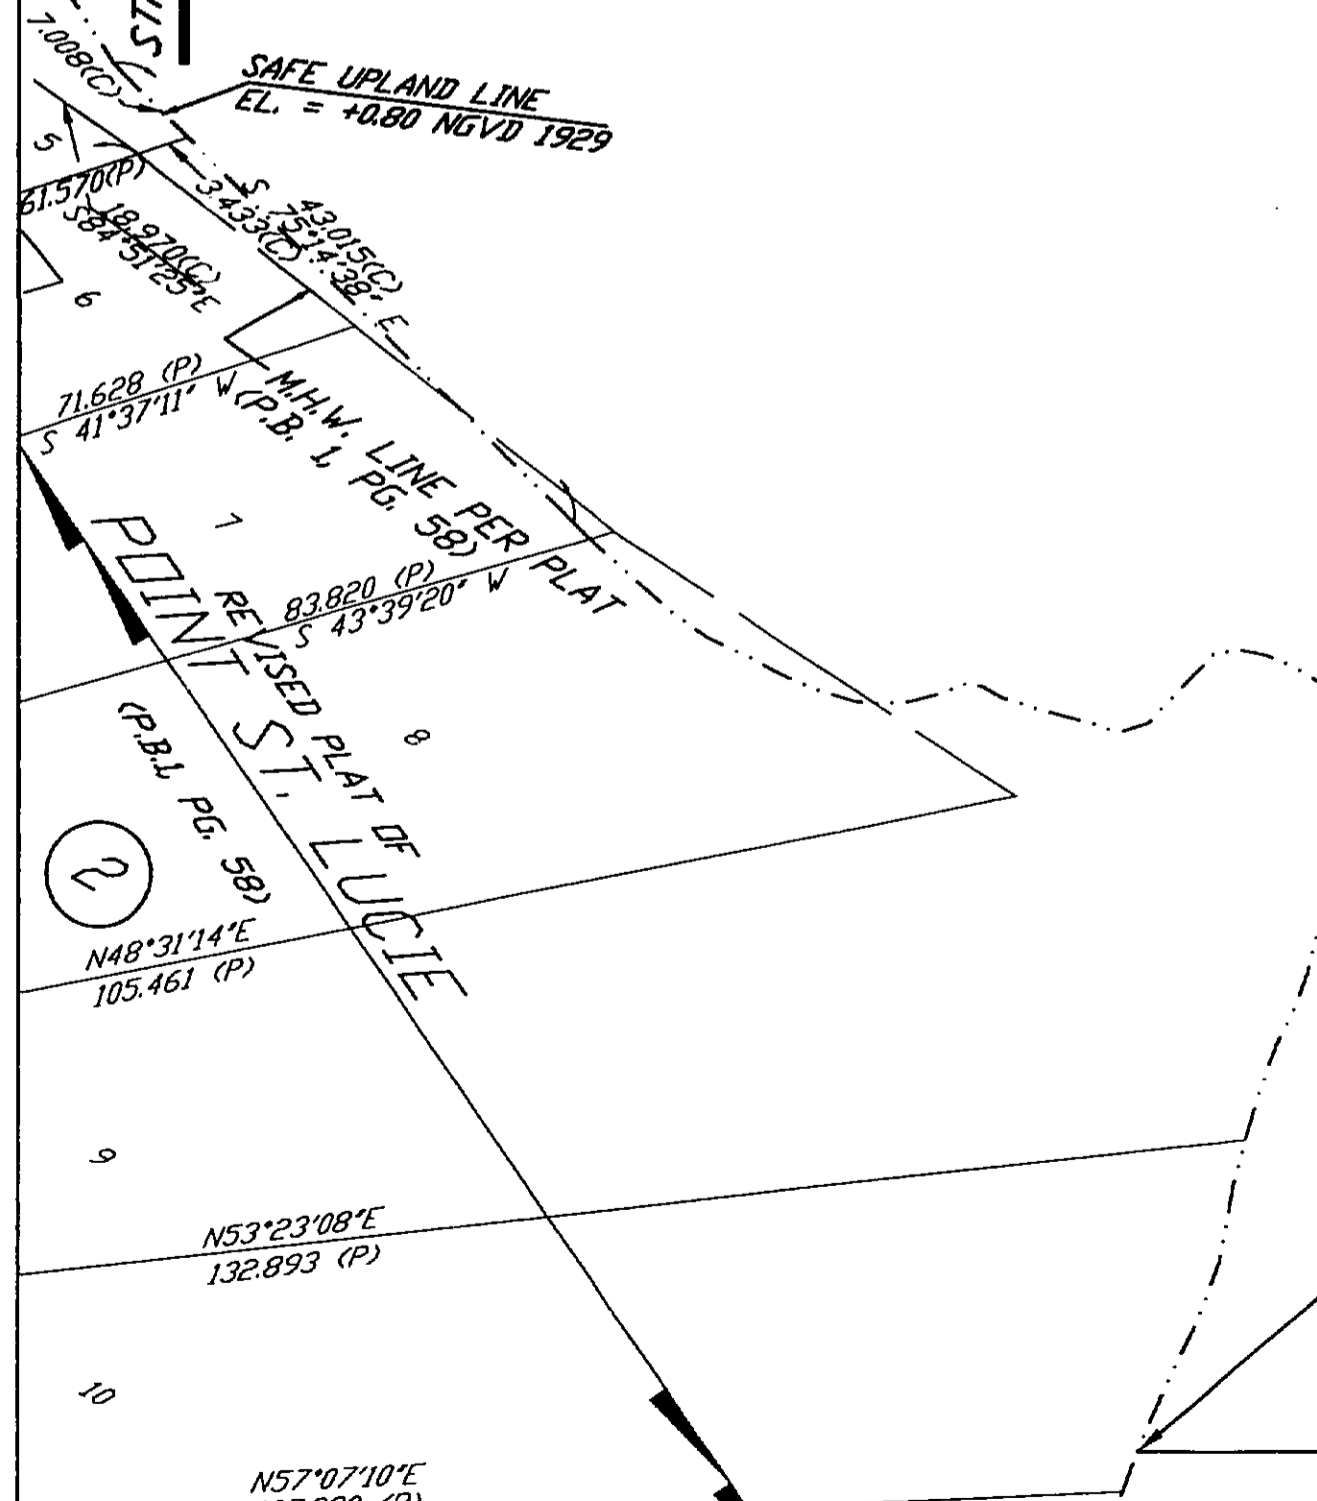 7.008(C)
SAFE UPLAND LINE
EL. = +0.80 NGVD 1929
5
61.570(P)
18.970(C)
S84°51'25"E
3.433(C)
43.015(C)
S. 75°14'38" E
6
71.628 (P)
S 41°37'11" W
M.H.W. LINE PER PLAT
(P.B. 1, PG. 58)
7
83.820 (P)
S 43°39'20" W
REVISED PLAT OF
POINT ST. LUCIE
(P.B.1, PG. 58)
8
2
N48°31'14"E
105.461 (P)
9
N53°23'08"E
132.893 (P)
10
N57°07'10"E